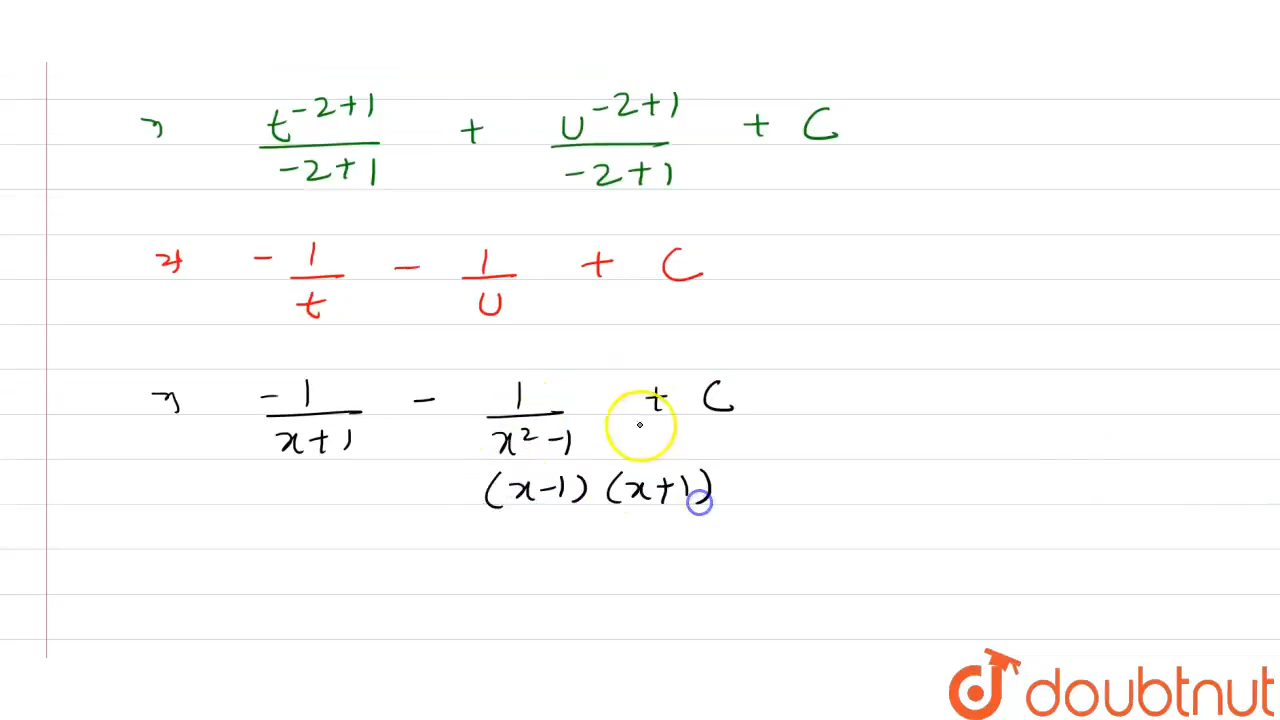 ⇒ t^{-2+1}/(-2+1) + u^{-2+1}/(-2+1) + C
⇒ -1/t - 1/u + C
⇒ -1/(x+1) - 1/(x²-1) + C
(x-1) (x+1)
doubtnut